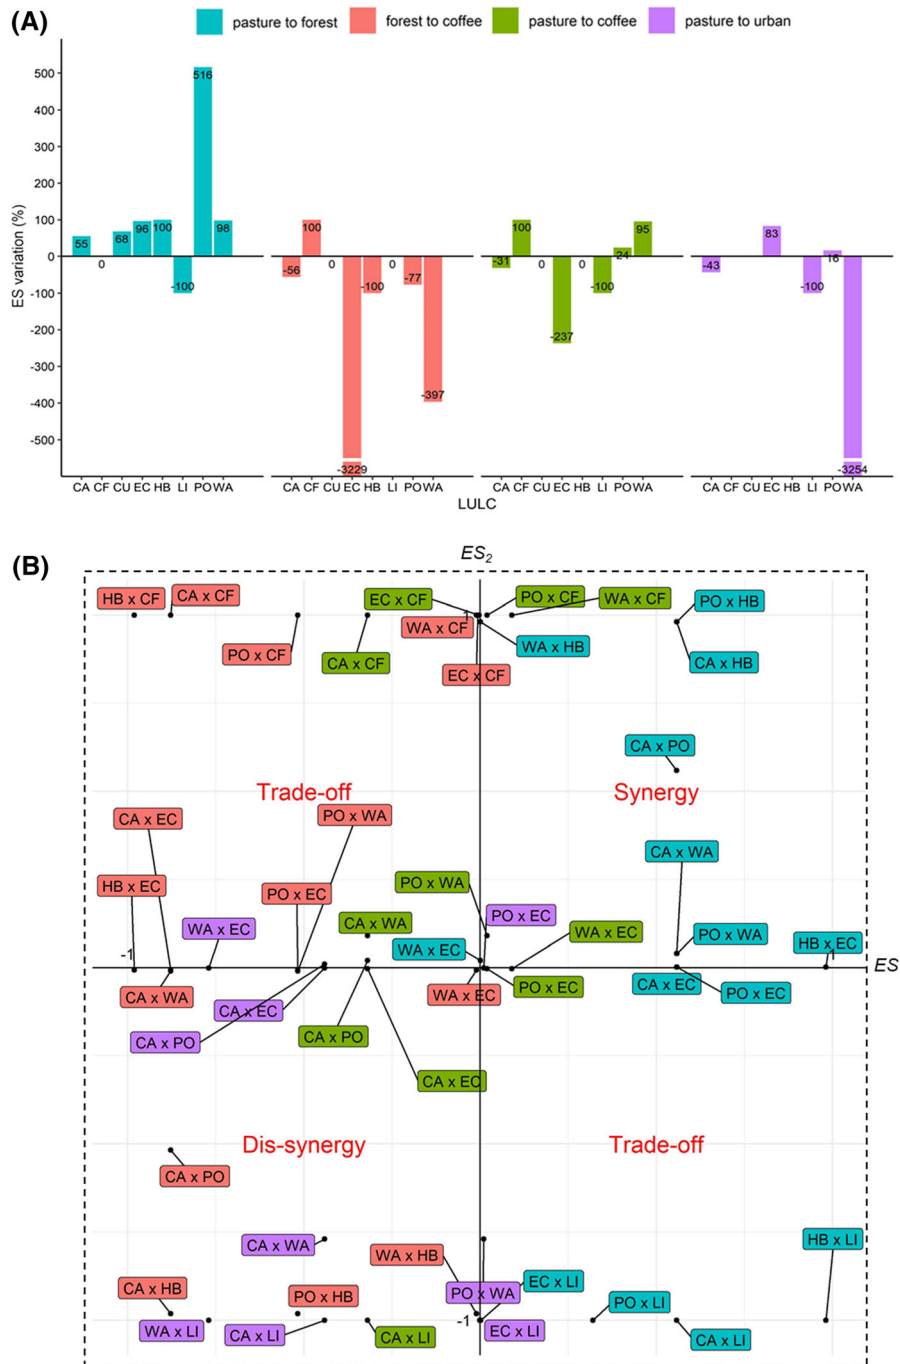 (A)
pasture to forest forest to coffee pasture to coffee pasture to urban
ES variation (%)
500
400
300
200
100
0
-100
-200
-300
-400
-500
55
0
68
96
100
-100
516
98
-56
100
0
-3229
-100
0
-77
-397
-31
100
0
-237
0
-100
24
95
-43
83
-100
16
-3254
CA CF CU EC HB LI PO WA CA CF CU EC HB LI PO WA CA CF CU EC HB LI PO WA CA CF CU EC HB LI PO WA
LULC
(B)
ES2
HB x CF
CA x CF
EC x CF
1
PO x CF
WA x CF
PO x HB
WA x CF
PO x CF
CA x CF
WA x HB
EC x CF
CA x HB
CA x PO
Trade-off
Synergy
CA x EC
PO x WA
CA x WA
HB x EC
PO x EC
PO x WA
WA x EC
CA x WA
PO x EC
WA x EC
PO x WA
HB x EC
-1
WA x EC
1
ES
CA x WA
WA x EC
PO x EC
CA x EC
PO x EC
CA x EC
CA x PO
CA x PO
CA x EC
Dis-synergy
Trade-off
CA x PO
CA x WA
WA x HB
HB x LI
CA x HB
PO x HB
PO x WA
EC x LI
PO x LI
WA x LI
CA x LI
CA x LI
-1
EC x LI
CA x LI